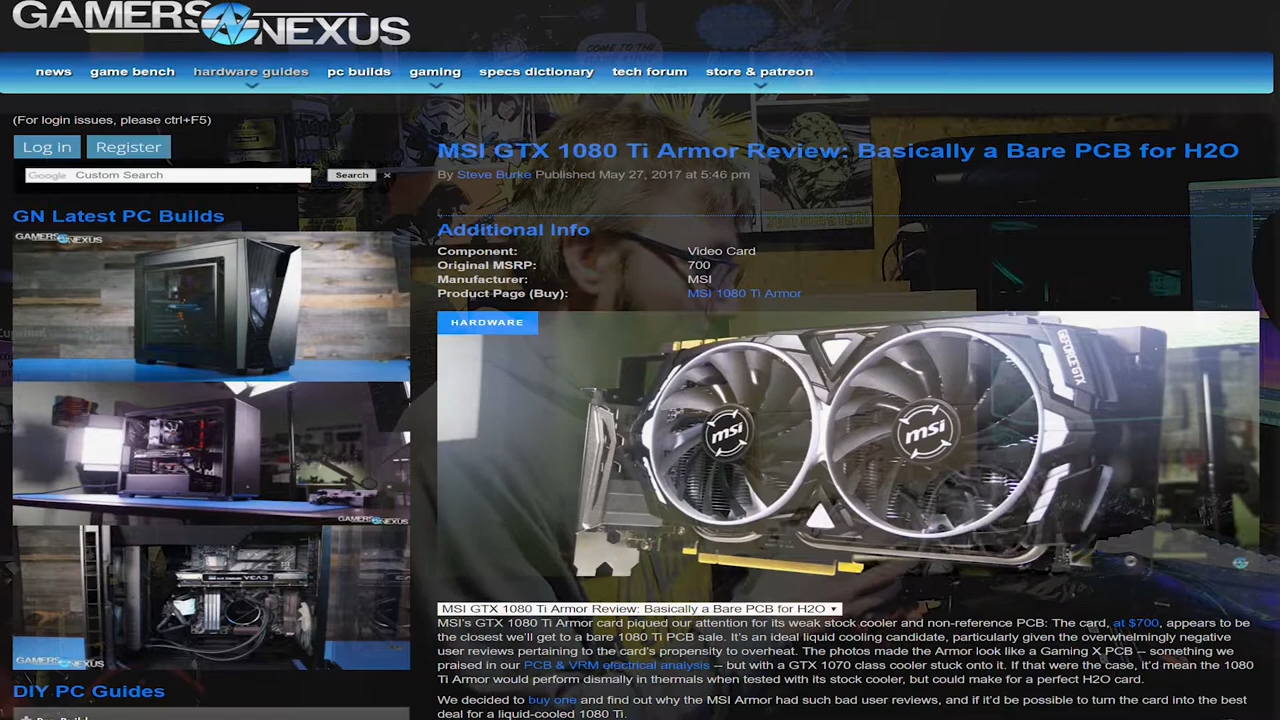 GAMERS NEXUS
news game bench hardware guides pc builds gaming specs dictionary tech forum store & patreon
(For login issues, please ctrl+F5)
Log in Register
Google Custom Search Search ×
GN Latest PC Builds
GAMERS NEXUS
GAMERS NEXUS
GAMERS NEXUS
DIY PC Guides
MSI GTX 1080 Ti Armor Review: Basically a Bare PCB for H2O
By Steve Burke Published May 27, 2017 at 5:46 pm
Additional Info
Component: Video Card
Original MSRP: 700
Manufacturer: MSI
Product Page (Buy): MSI 1080 Ti Armor
HARDWARE
GEFORCE GTX
msi msi
MSI GTX 1080 Ti Armor Review: Basically a Bare PCB for H2O
MSI's GTX 1080 Ti Armor card piqued our attention for its weak stock cooler and non-reference PCB: The card, at $700, appears to be
the closest we'll get to a bare 1080 Ti PCB sale. It's an ideal liquid cooling candidate, particularly given the overwhelmingly negative
user reviews pertaining to the card's propensity to overheat. The photos made the Armor look like a Gaming X PCB -- something we
praised in our PCB & VRM electrical analysis -- but with a GTX 1070 class cooler stuck onto it. If that were the case, it'd mean the 1080
Ti Armor would perform dismally in thermals when tested with its stock cooler, but could make for a perfect H2O card.
We decided to buy one and find out why the MSI Armor had such bad user reviews, and if it'd be possible to turn the card into the best
deal for a liquid-cooled 1080 Ti.